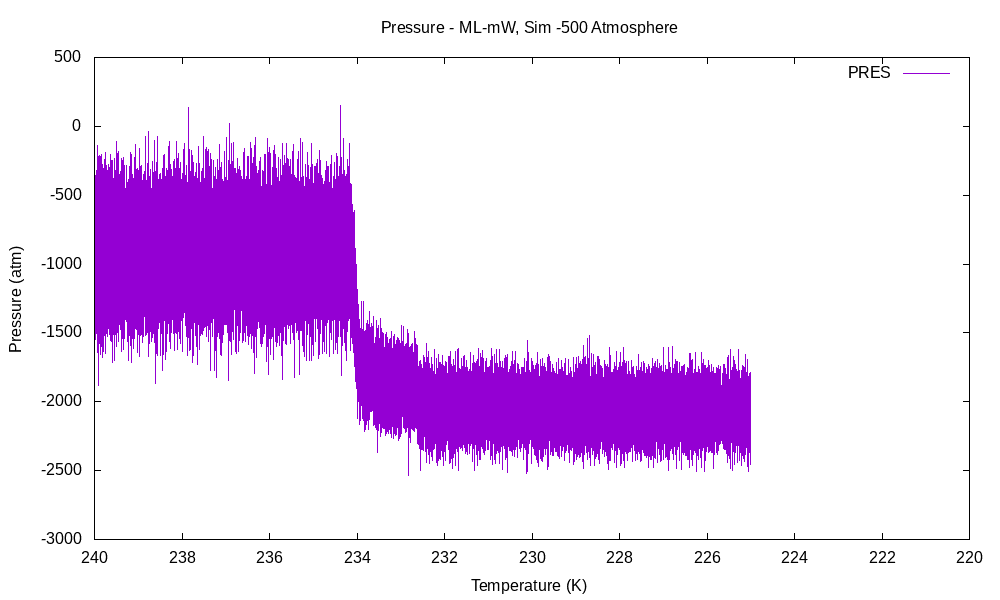 Pressure - ML-mW, Sim -500 Atmosphere
500
0
-500
-1000
-1500
-2000
-2500
-3000
PRES
Pressure (atm)
240 238 236 234 232 230 228 226 224 222 220
Temperature (K)